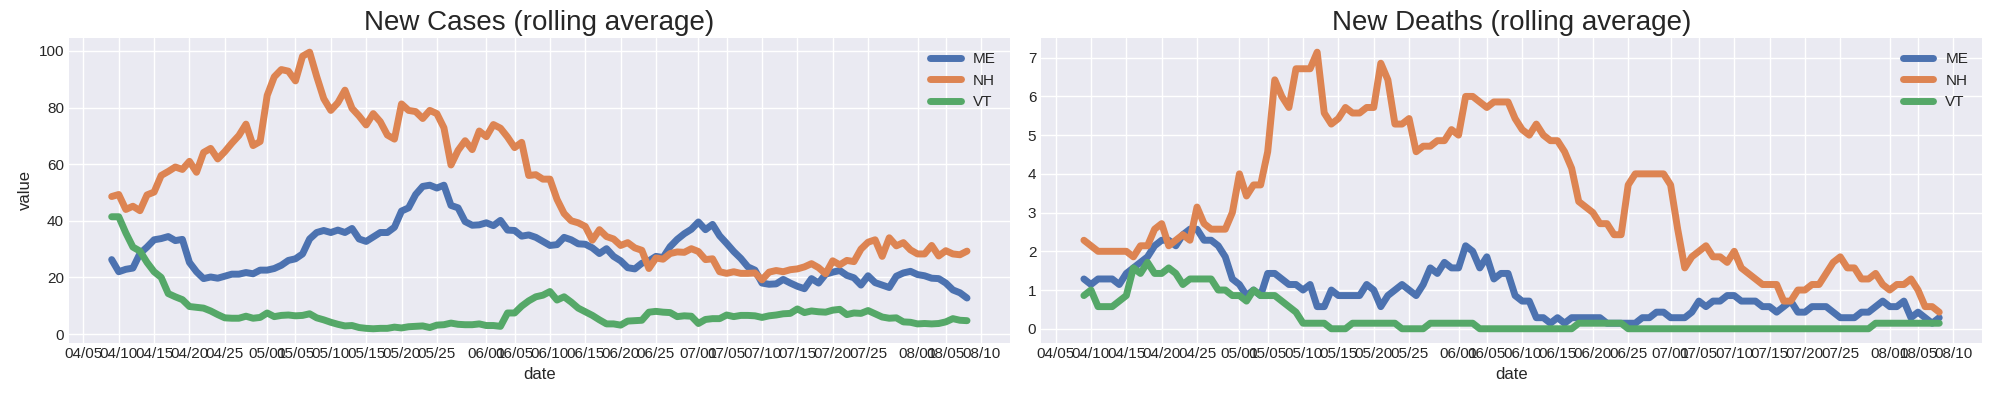 New Cases (rolling average)
value
100
80
60
40
20
0
04/05 04/10 04/15 04/20 04/25 05/01 05/05 05/10 05/15 05/20 05/25 06/01 06/05 06/10 06/15 06/20 06/25 07/01 07/05 07/10 07/15 07/20 07/25 08/01 08/05 08/10
date
ME
NH
VT
New Deaths (rolling average)
7
6
5
4
3
2
1
0
04/05 04/10 04/15 04/20 04/25 05/01 05/05 05/10 05/15 05/20 05/25 06/01 06/05 06/10 06/15 06/20 06/25 07/01 07/05 07/10 07/15 07/20 07/25 08/01 08/05 08/10
date
ME
NH
VT